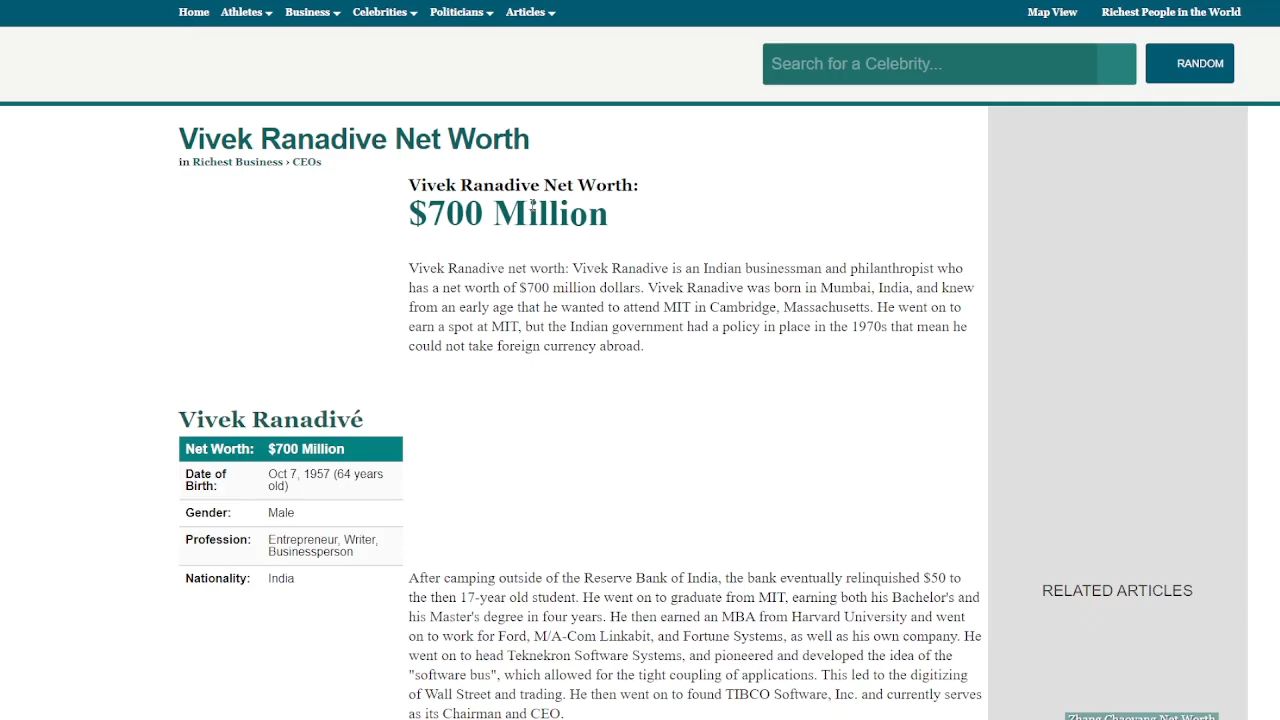 Home Athletes Business Celebrities Politicians Articles Map View Richest People in the World
Search for a Celebrity... RANDOM
Vivek Ranadive Net Worth
in Richest Business › CEOs
Vivek Ranadive Net Worth:
$700 Million
Vivek Ranadive net worth: Vivek Ranadive is an Indian businessman and philanthropist who
has a net worth of $700 million dollars. Vivek Ranadive was born in Mumbai, India, and knew
from an early age that he wanted to attend MIT in Cambridge, Massachusetts. He went on to
earn a spot at MIT, but the Indian government had a policy in place in the 1970s that mean he
could not take foreign currency abroad.
Vivek Ranadivé
Net Worth: $700 Million
Date of Birth: Oct 7, 1957 (64 years old)
Gender: Male
Profession: Entrepreneur, Writer, Businessperson
Nationality: India
After camping outside of the Reserve Bank of India, the bank eventually relinquished $50 to
the then 17-year old student. He went on to graduate from MIT, earning both his Bachelor's and
his Master's degree in four years. He then earned an MBA from Harvard University and went
on to work for Ford, M/A-Com Linkabit, and Fortune Systems, as well as his own company. He
went on to head Teknekron Software Systems, and pioneered and developed the idea of the
"software bus", which allowed for the tight coupling of applications. This led to the digitizing
of Wall Street and trading. He then went on to found TIBCO Software, Inc. and currently serves
as its Chairman and CEO.
RELATED ARTICLES
Zhang Chaoyang Net Worth